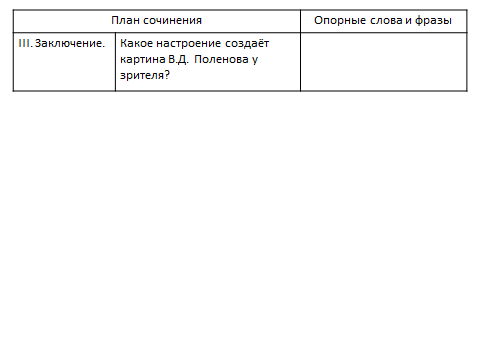 План сочинения
Опорные слова и фразы
III. Заключение.
Какое настроение создаёт
картина В.Д. Поленова у
зрителя?